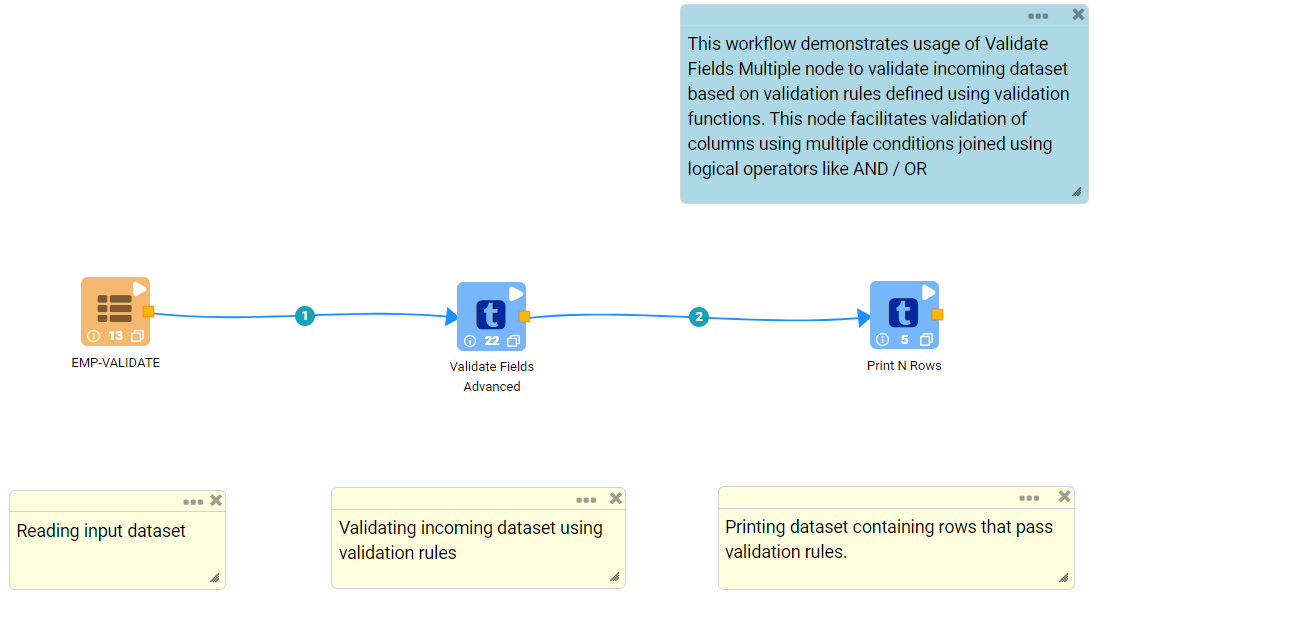 This workflow demonstrates usage of Validate
Fields Multiple node to validate incoming dataset
based on validation rules defined using validation
functions. This node facilitates validation of
columns using multiple conditions joined using
logical operators like AND / OR
1
2
t
t
13
22
5
EMP-VALIDATE
Validate Fields
Advanced
Print N Rows
Reading input dataset
Validating incoming dataset using
validation rules
Printing dataset containing rows that pass
validation rules.